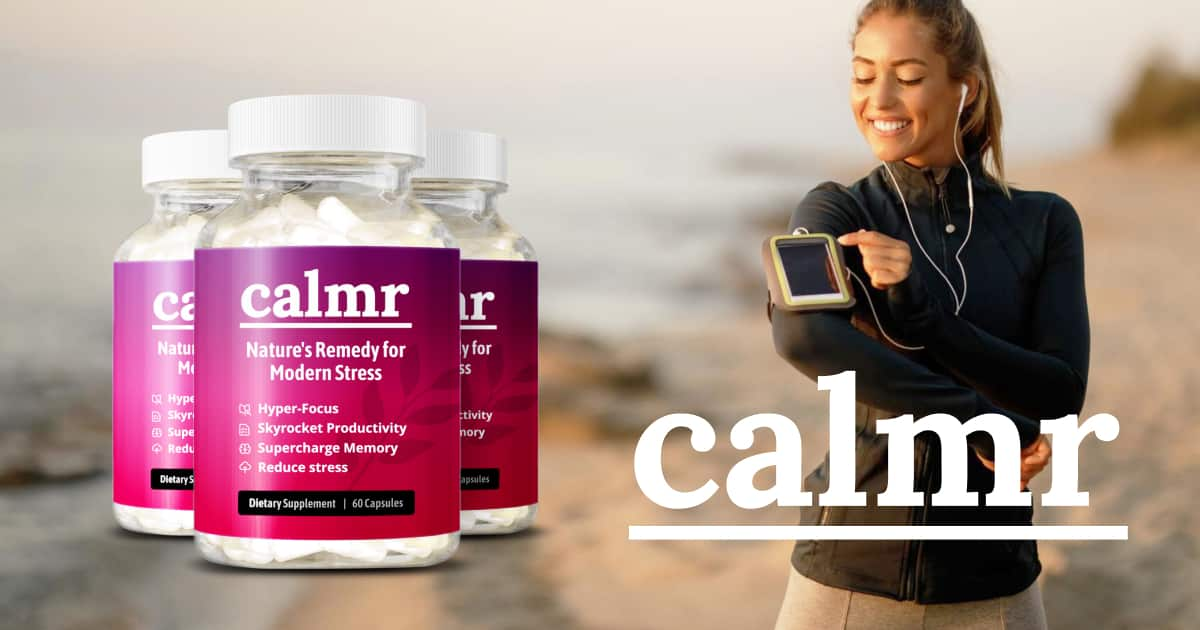 calmr
Nature's Remedy for
Modern Stress
Hyper-Focus
Skyrocket Productivity
Supercharge Memory
Reduce stress
Dietary Supplement | 60 Capsules
calmr